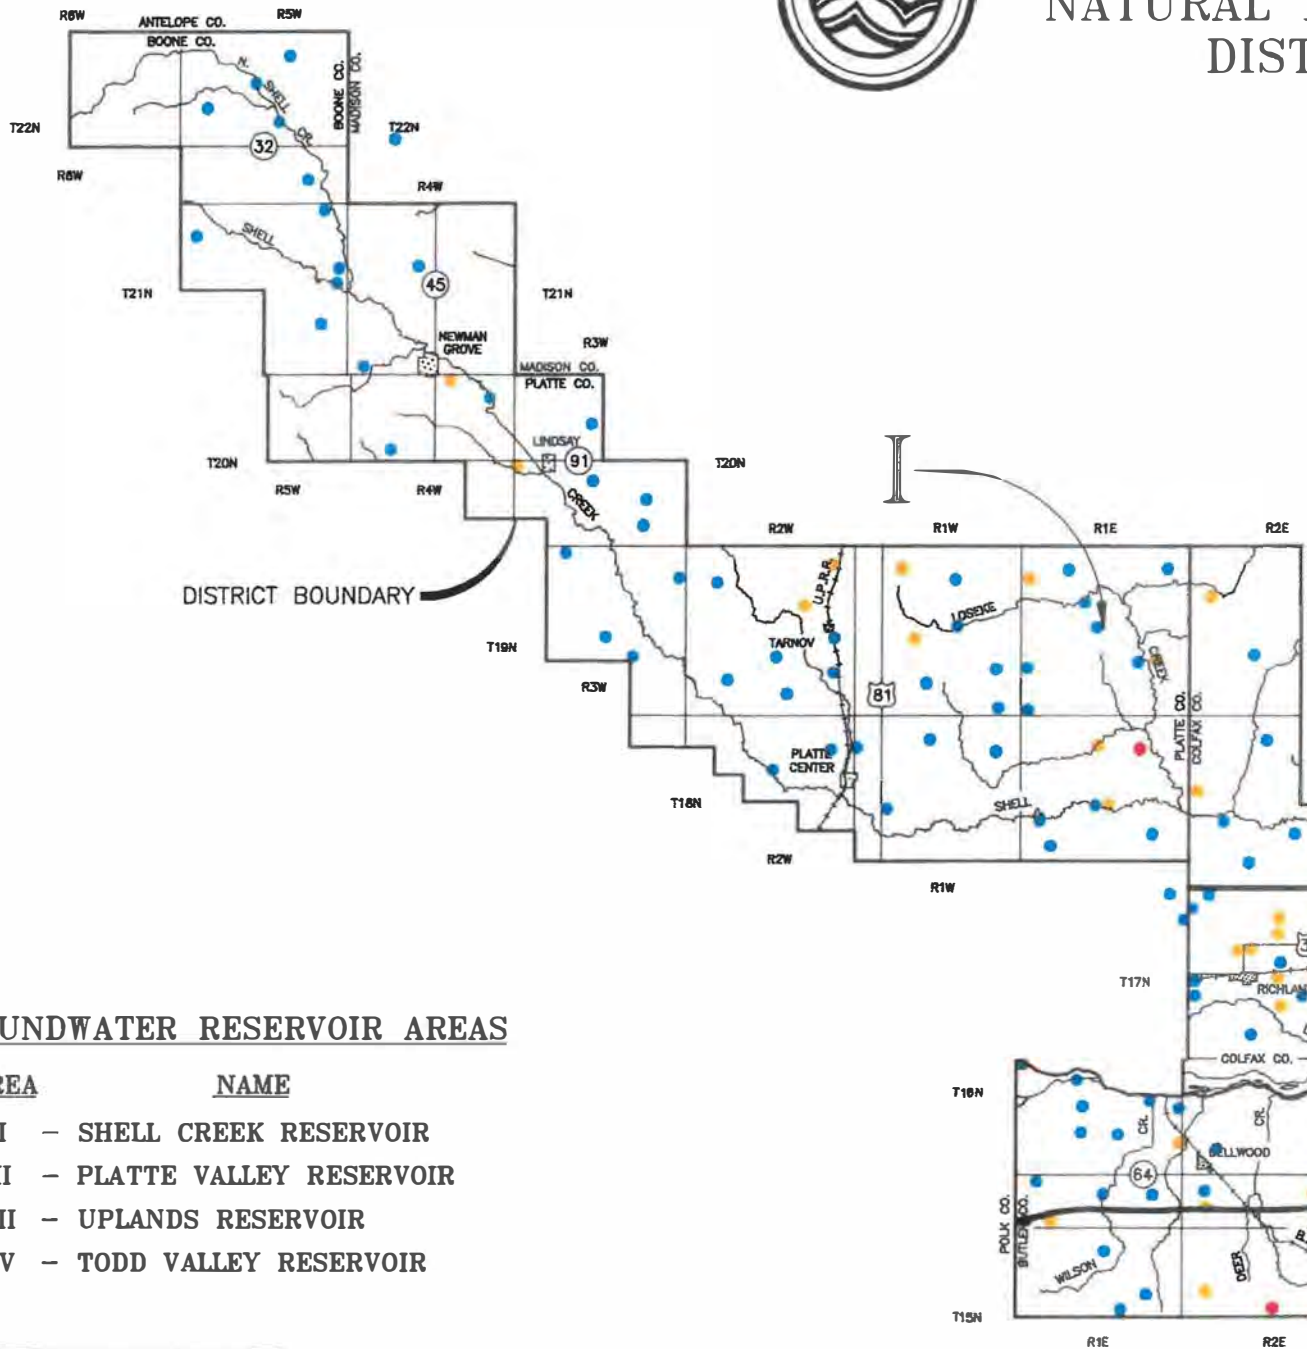 NATURAL
DIST
R6W
R5W
ANTELOPE CO.
BOONE CO.
N. SHELL CR.
BOONE CO.
MADISON CO.
T22N
T22N
32
R6W
R4W
SHELL
45
T21N
T21N
NEWMAN
GROVE
R3W
MADISON CO.
PLATTE CO.
LINDSAY
91
T20N
T20N
R5W
R4W
CREEK
I
R2W
R1W
R1E
R2E
DISTRICT BOUNDARY
U.P.R.R.
LOSEKE
TARNOV
T19N
CREEK
R3W
81
PLATTE CO.
COLFAX CO.
PLATTE
CENTER
T18N
SHELL
R2W
R1W
T17N
RICHLAN
COLFAX CO.
UNDWATER RESERVOIR AREAS
REA NAME
I – SHELL CREEK RESERVOIR
II – PLATTE VALLEY RESERVOIR
III – UPLANDS RESERVOIR
V – TODD VALLEY RESERVOIR
T16N
CR.
CR.
BELLWOOD
64
POLK CO.
BUTLER CO.
WILSON
DEER
T15N
R1E
R2E